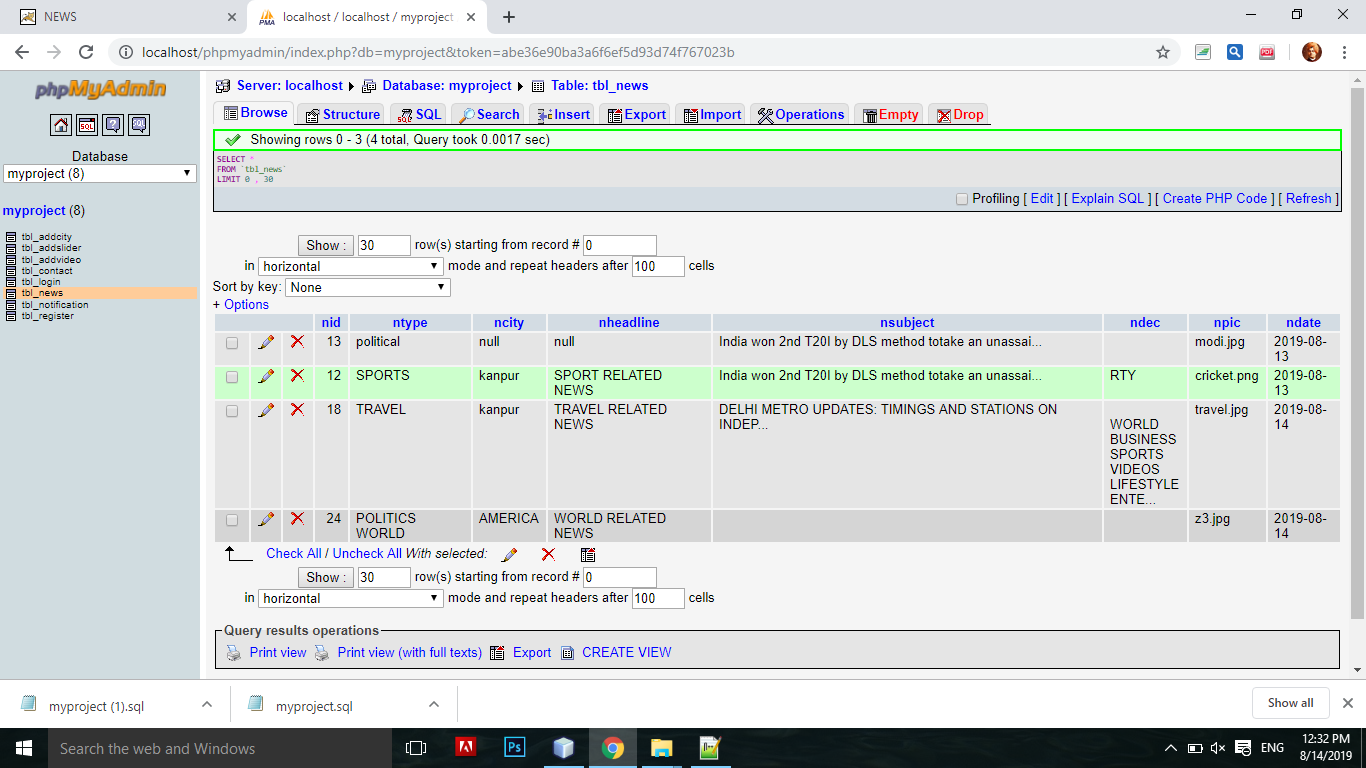 NEWS
localhost / localhost / myproject
localhost/phpmyadmin/index.php?db=myproject&token=abe36e90ba3a6f6ef5d93d74f767023b
phpMyAdmin
Server: localhost Database: myproject Table: tbl_news
Browse Structure SQL Search Insert Export Import Operations Empty Drop
Database
myproject (8)
myproject (8)
tbl_addcity
tbl_addslider
tbl_addvideo
tbl_contact
tbl_login
tbl_news
tbl_notification
tbl_register
Showing rows 0 - 3 (4 total, Query took 0.0017 sec)
SELECT *
FROM `tbl_news`
LIMIT 0 , 30
Profiling [ Edit ] [ Explain SQL ] [ Create PHP Code ] [ Refresh ]
Show : 30 row(s) starting from record # 0
in horizontal mode and repeat headers after 100 cells
Sort by key: None
+ Options
nid ntype ncity nheadline nsubject ndec npic ndate
13 political null null India won 2nd T20I by DLS method totake an unassai... modi.jpg 2019-08-
13
12 SPORTS kanpur SPORT RELATED India won 2nd T20I by DLS method totake an unassai... RTY cricket.png 2019-08-
NEWS 13
18 TRAVEL kanpur TRAVEL RELATED DELHI METRO UPDATES: TIMINGS AND STATIONS ON travel.jpg 2019-08-
NEWS INDEP... WORLD 14
BUSINESS
SPORTS
VIDEOS
LIFESTYLE
ENTE...
24 POLITICS AMERICA WORLD RELATED z3.jpg 2019-08-
WORLD NEWS 14
Check All / Uncheck All With selected:
Show : 30 row(s) starting from record # 0
in horizontal mode and repeat headers after 100 cells
Query results operations
Print view Print view (with full texts) Export CREATE VIEW
myproject (1).sql
myproject.sql
Show all
Search the web and Windows
ENG
12:32 PM
8/14/2019